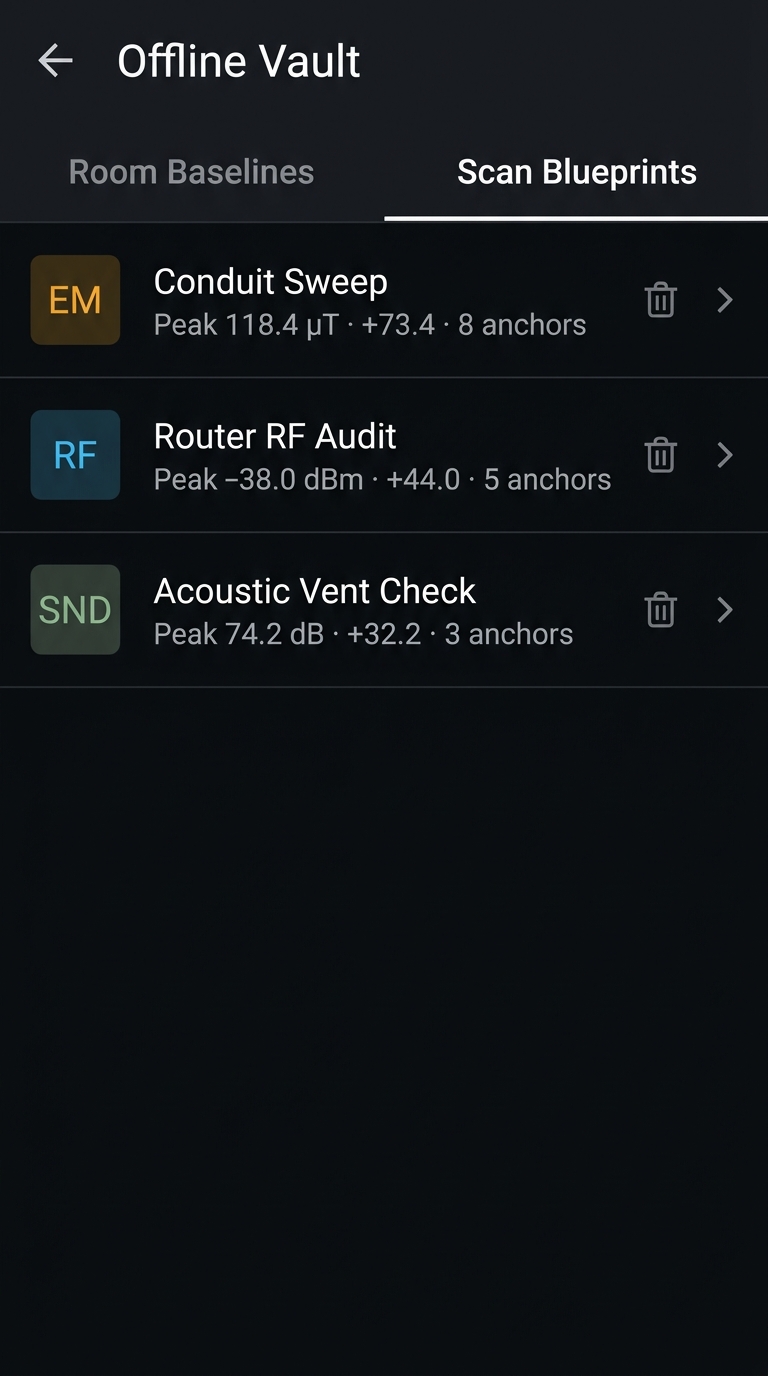 Offline Vault
Room Baselines
Scan Blueprints
EM
Conduit Sweep
Peak 118.4 µT · +73.4 · 8 anchors
RF
Router RF Audit
Peak −38.0 dBm · +44.0 · 5 anchors
SND
Acoustic Vent Check
Peak 74.2 dB · +32.2 · 3 anchors